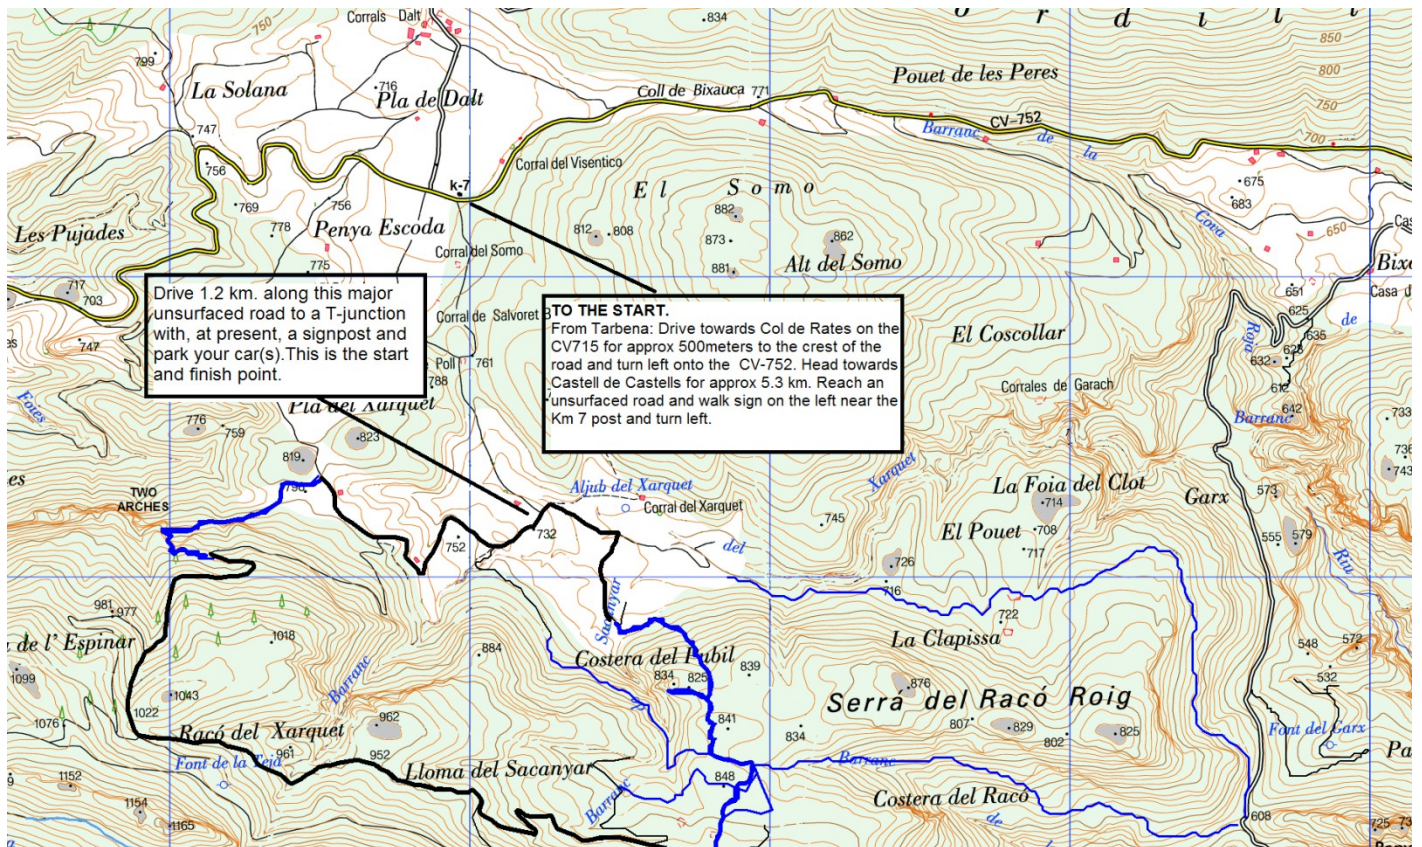 834
o r d i l l
Corrals Dalt
750
850
799
800
La Solana
716
Pla de Dalt
Pouet de les Peres
Coll de Bixauca
771
750
CV-752
700
747
Barranc de la
756
Corral del Visentico
k-7
El Somo
675
769
756
683
882
Cova
778
Penya Escoda
812
808
873
862
650
Les Pujades
Corral del Somo
881
Alt del Somo
775
717
703
651
Casa d
625
Drive 1.2 km. along this major
unsurfaced road to a T-junction
with, at present, a signpost and
park your car(s).This is the start
and finish point.
TO THE START.
From Tarbena: Drive towards Col de Rates on the
CV715 for approx 500meters to the crest of the
road and turn left onto the CV-752. Head towards
Castell de Castells for approx 5.3 km. Reach an
unsurfaced road and walk sign on the left near the
Km 7 post and turn left.
Corral de Salvoret
El Coscollar
Roja
635
de
747
Poll
761
632
623
788
Corrales de Garach
612
Foies
Pla del Xarquet
642
Barranc
733
776
759
823
736
819
743
790
Xarquet
TWO
ARCHES
Aljub del Xarquet
La Foia del Clot
Garx
714
573
Corral del Xarquet
745
El Pouet
708
752
732
del
717
555
579
726
Riu
716
981
977
Sacanyar
722
La Clapissa
de l' Espinar
1018
884
Costera del Pubil
548
572
Barranc
839
834
825
532
1099
1043
876
Serra del Racó Roig
1022
962
841
807
829
825
1076
Racó del Xarquet
834
802
Font del Garx
961
952
Barranc
Font de la Teja
Lloma del Sacanyar
848
1152
Barranc
Costera del Racó
1154
de
608
1165
725